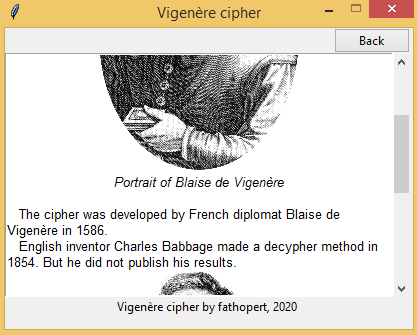 Vigenère cipher
Back
Portrait of Blaise de Vigenère
The cipher was developed by French diplomat Blaise de
Vigenère in 1586.
English inventor Charles Babbage made a decypher method in
1854. But he did not publish his results.
Vigenère cipher by fathopert, 2020